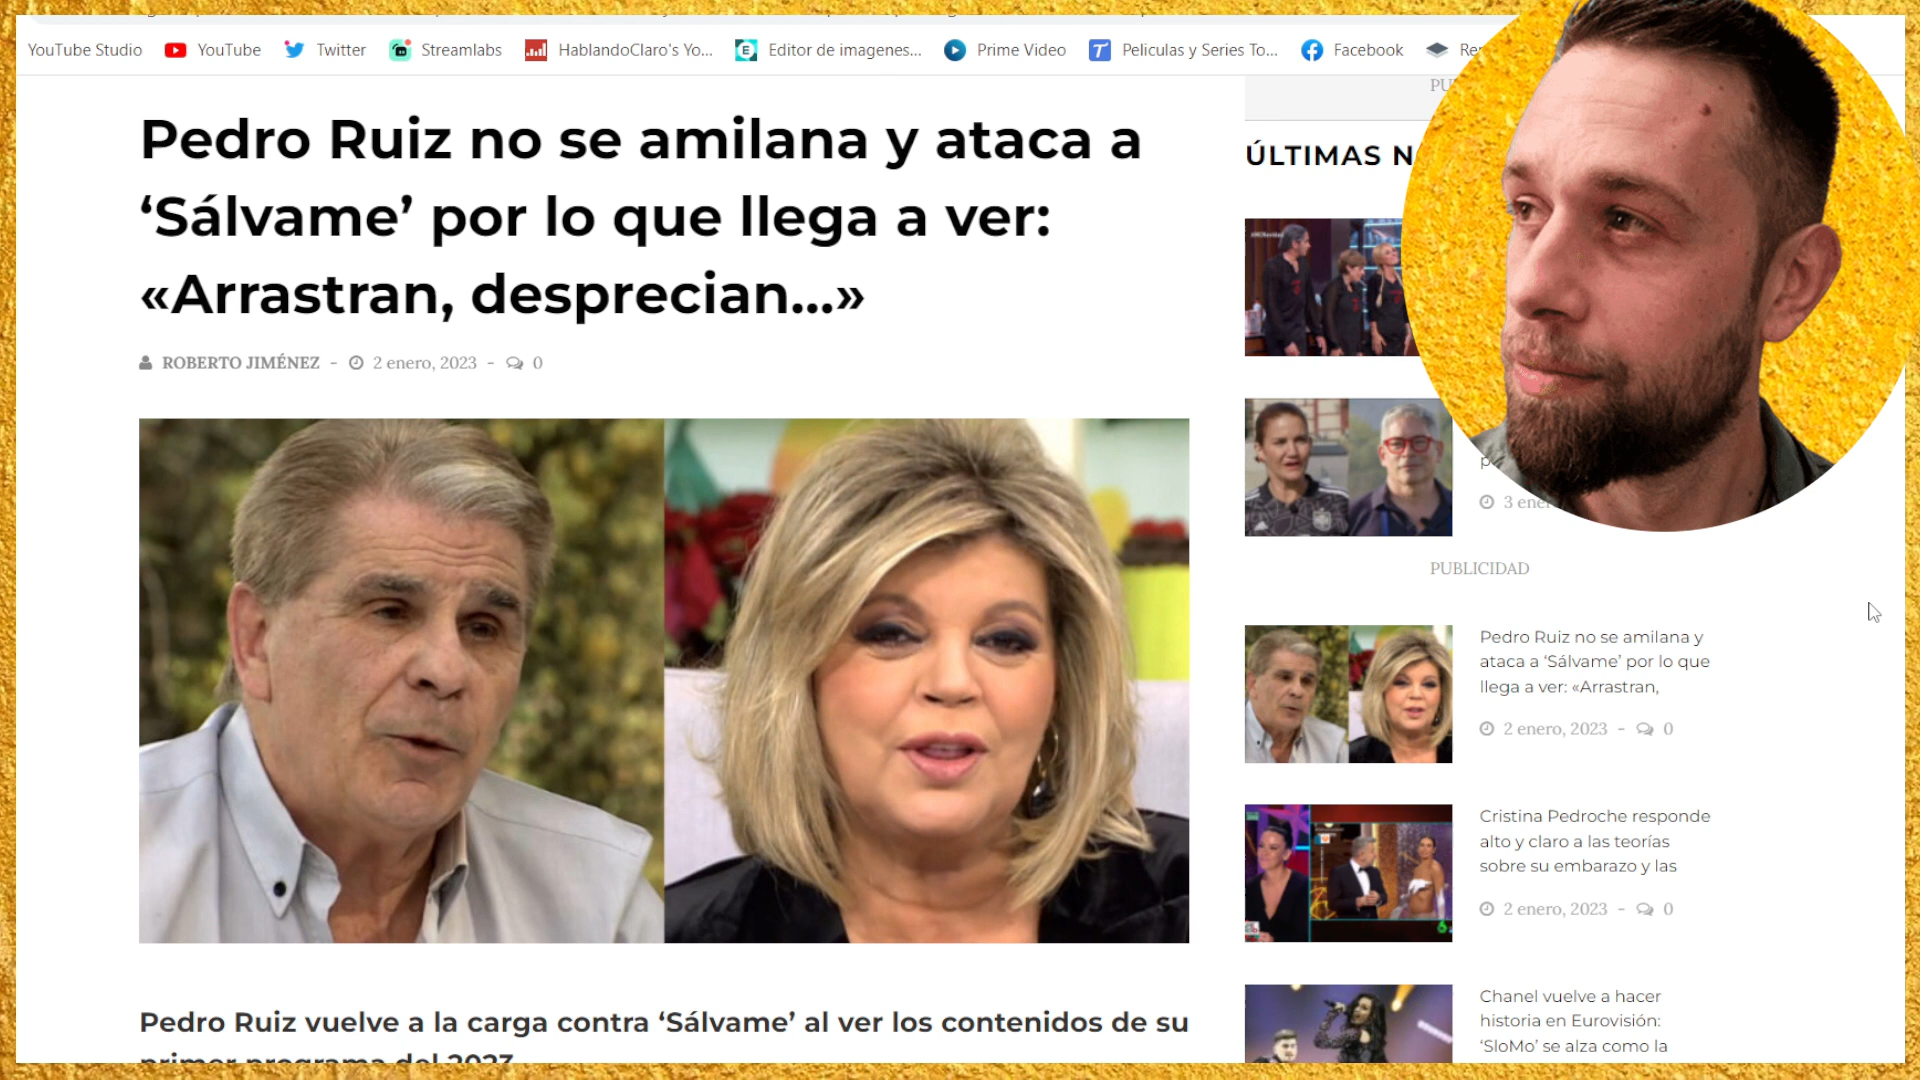 YouTube Studio YouTube Twitter Streamlabs HablandoClaro's Yo... Editor de imagenes... Prime Video Peliculas y Series To... Facebook
Pedro Ruiz no se amilana y ataca a
‘Sálvame’ por lo que llega a ver:
«Arrastran, desprecian...»
ROBERTO JIMÉNEZ - 2 enero, 2023 - 0
Pedro Ruiz vuelve a la carga contra ‘Sálvame’ al ver los contenidos de su
primer programa del 2023
ÚLTIMAS N
3 ene
PUBLICIDAD
Pedro Ruiz no se amilana y
ataca a ‘Sálvame’ por lo que
llega a ver: «Arrastran,
2 enero, 2023 - 0
Cristina Pedroche responde
alto y claro a las teorías
sobre su embarazo y las
2 enero, 2023 - 0
Chanel vuelve a hacer
historia en Eurovisión:
‘SloMo’ se alza como la